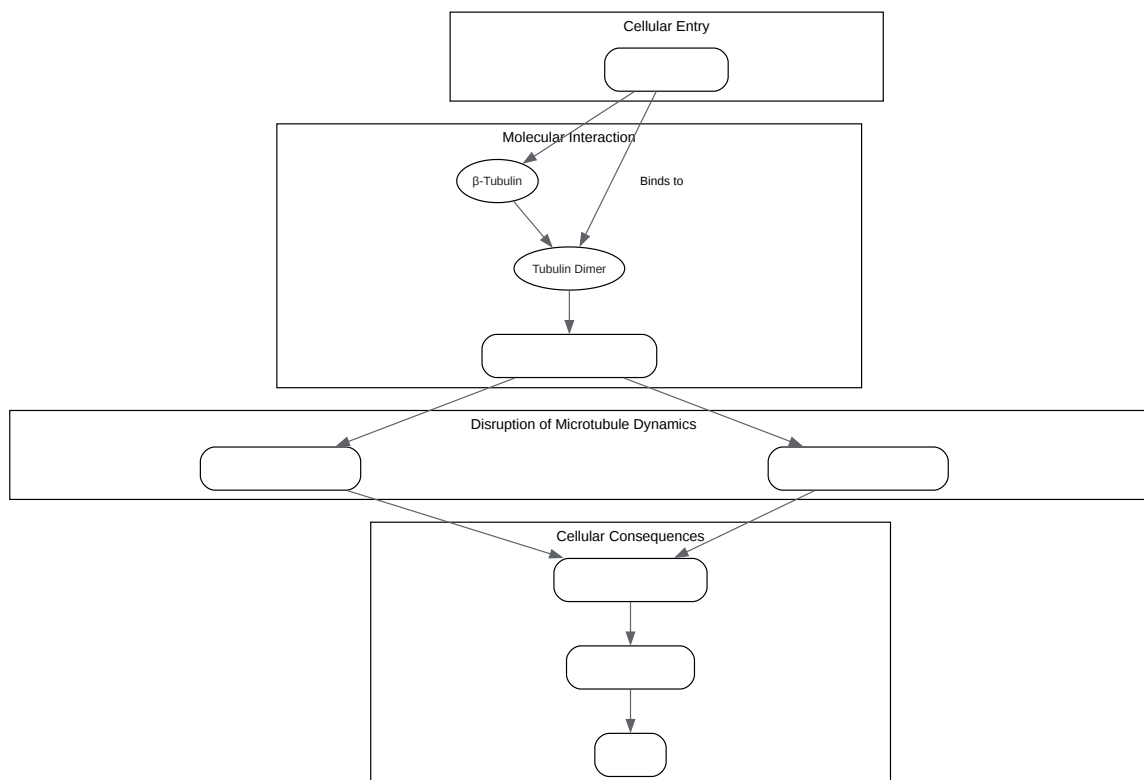 Cellular Entry
Molecular Interaction
β-Tubulin
Binds to
Tubulin Dimer
Disruption of Microtubule Dynamics
Cellular Consequences